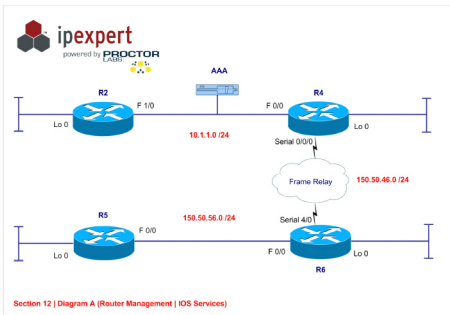 ipexpert
powered by PROCTOR
LABS
AAA
R2
R4
F 1/0
F 0/0
Lo 0
Lo 0
10.1.1.0 /24
Serial 0/0/0
Frame Relay
150.50.46.0 /24
R5
150.50.56.0 /24
Serial 4/0
F 0/0
Lo 0
F 0/0
Lo 0
R6
Section 12 | Diagram A (Router Management | IOS Services)